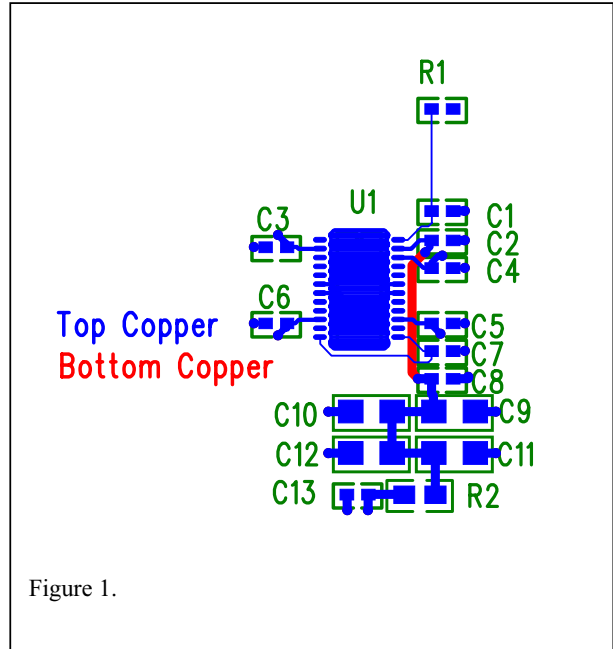 R1
U1
C3
C1
C2
C4
C6
Top Copper
C5
Bottom Copper
C7
C8
C10
C9
C12
C11
C13
R2
Figure 1.